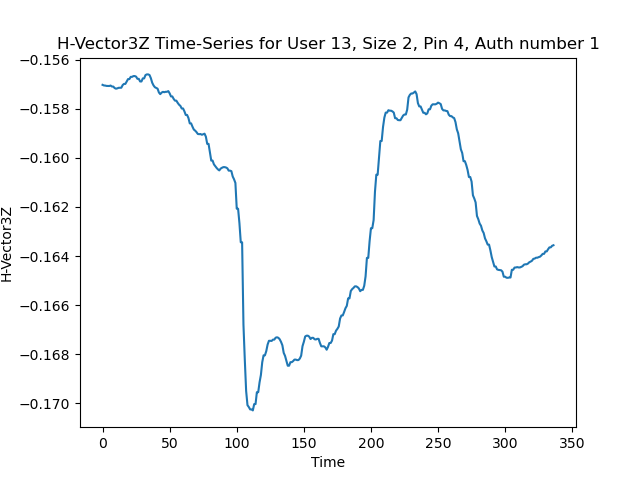 H-Vector3Z Time-Series for User 13, Size 2, Pin 4, Auth number 1
−0.156
−0.158
−0.160
−0.162
−0.164
−0.166
−0.168
−0.170
H-Vector3Z
0 50 100 150 200 250 300 350
Time